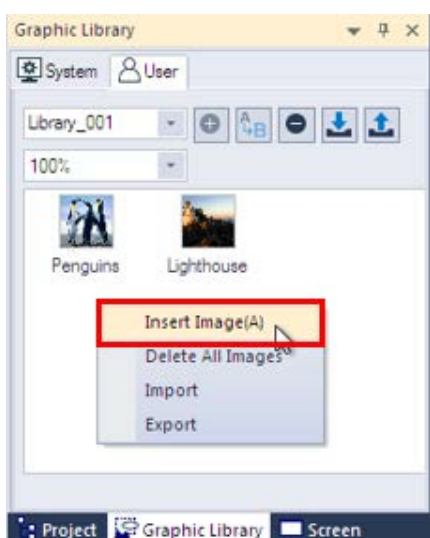 Graphic Library
System User
Library_001 A B
100%
Penguins Lighthouse
Insert Image(A)
Delete All Images
Import
Export
Project Graphic Library Screen